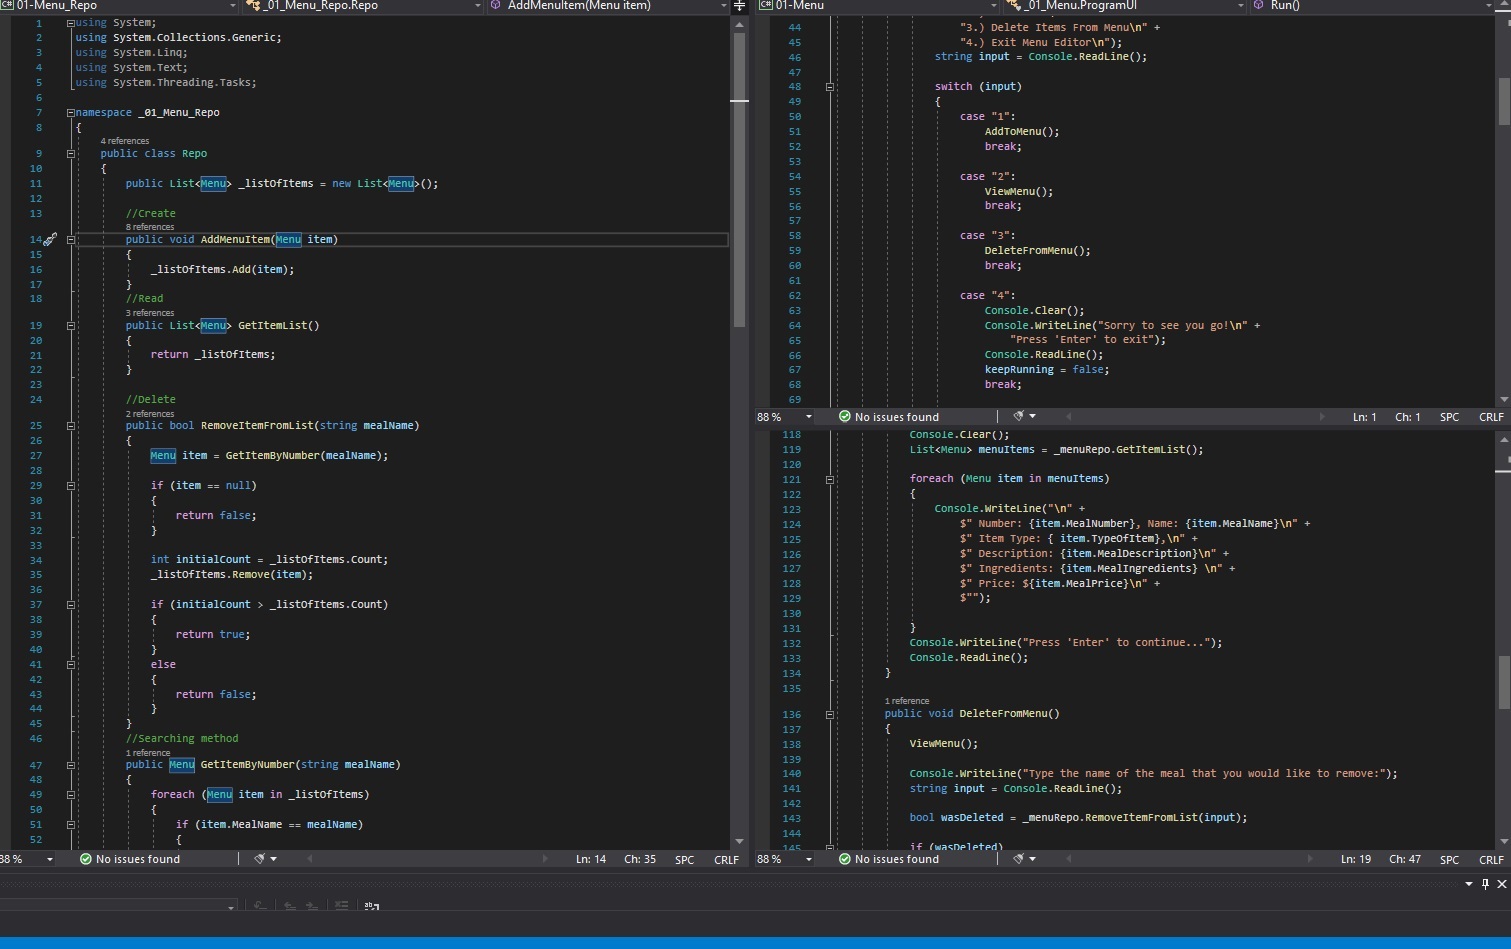 01-Menu_Repo
_01_Menu_Repo.Repo
AddMenuItem(Menu item)
1 using System;
2 using System.Collections.Generic;
3 using System.Linq;
4 using System.Text;
5 using System.Threading.Tasks;
6
7 namespace _01_Menu_Repo
8 {
4 references
9 public class Repo
10 {
11 public List<Menu> _listOfItems = new List<Menu>();
12
13 //Create
8 references
14 public void AddMenuItem(Menu item)
15 {
16 _listOfItems.Add(item);
17 }
18 //Read
3 references
19 public List<Menu> GetItemList()
20 {
21 return _listOfItems;
22 }
23
24 //Delete
2 references
25 public bool RemoveItemFromList(string mealName)
26 {
27 Menu item = GetItemByNumber(mealName);
28
29 if (item == null)
30 {
31 return false;
32 }
33
34 int initialCount = _listOfItems.Count;
35 _listOfItems.Remove(item);
36
37 if (initialCount > _listOfItems.Count)
38 {
39 return true;
40 }
41 else
42 {
43 return false;
44 }
45 }
46 //Searching method
1 reference
47 public Menu GetItemByNumber(string mealName)
48 {
49 foreach (Menu item in _listOfItems)
50 {
51 if (item.MealName == mealName)
52 {
88 % No issues found Ln: 14 Ch: 35 SPC CRLF
01-Menu
_01_Menu.ProgramUI
Run()
44 "3.) Delete Items From Menu\n" +
45 "4.) Exit Menu Editor\n");
46 string input = Console.ReadLine();
47
48 switch (input)
49 {
50 case "1":
51 AddToMenu();
52 break;
53
54 case "2":
55 ViewMenu();
56 break;
57
58 case "3":
59 DeleteFromMenu();
60 break;
61
62 case "4":
63 Console.Clear();
64 Console.WriteLine("Sorry to see you go!\n" +
65 "Press 'Enter' to exit");
66 Console.ReadLine();
67 keepRunning = false;
68 break;
69
88 % No issues found Ln: 1 Ch: 1 SPC CRLF
118 Console.Clear();
119 List<Menu> menuItems = _menuRepo.GetItemList();
120
121 foreach (Menu item in menuItems)
122 {
123 Console.WriteLine("\n" +
124 $" Number: {item.MealNumber}, Name: {item.MealName}\n" +
125 $" Item Type: { item.TypeOfItem},\n" +
126 $" Description: {item.MealDescription}\n" +
127 $" Ingredients: {item.MealIngredients} \n" +
128 $" Price: ${item.MealPrice}\n" +
129 $"");
130
131 }
132 Console.WriteLine("Press 'Enter' to continue...");
133 Console.ReadLine();
134 }
135
1 reference
136 public void DeleteFromMenu()
137 {
138 ViewMenu();
139
140 Console.WriteLine("Type the name of the meal that you would like to remove:");
141 string input = Console.ReadLine();
142
143 bool wasDeleted = _menuRepo.RemoveItemFromList(input);
144
145 if (wasDeleted)
88 % No issues found Ln: 19 Ch: 47 SPC CRLF